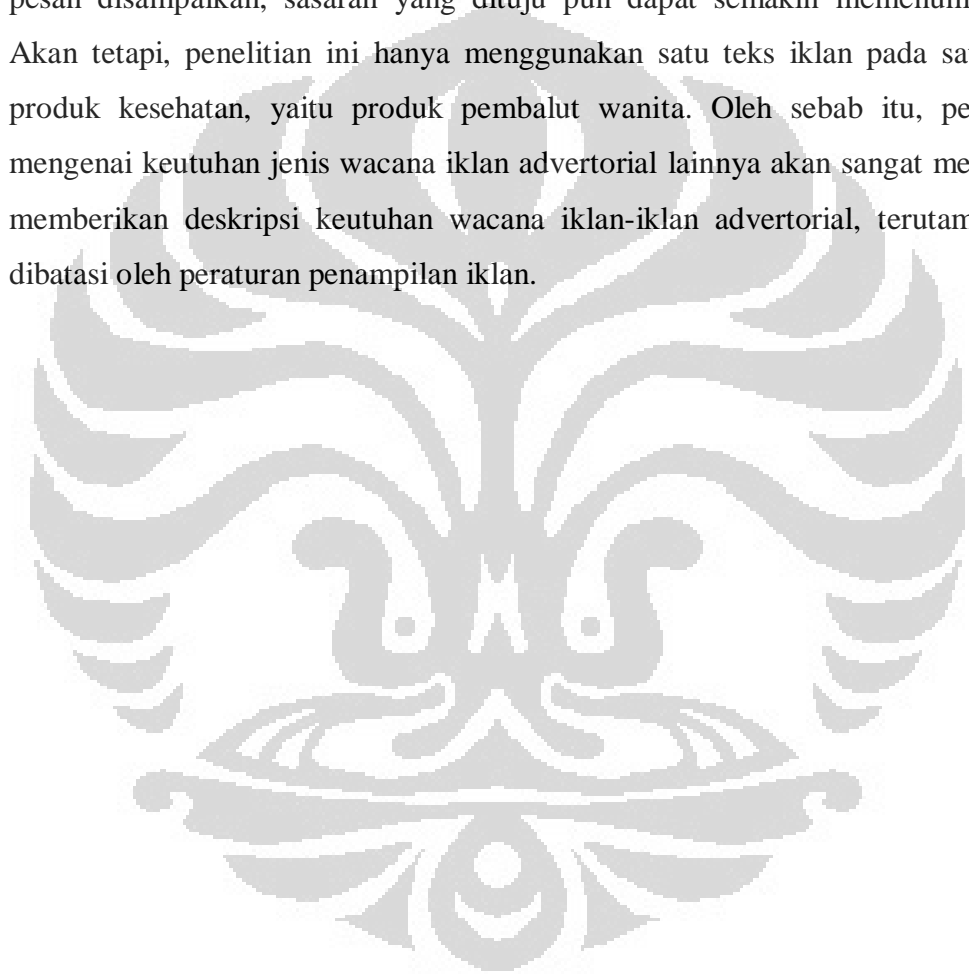 pesan disampaikan, sasaran yang dituju pun dapat semakin
Akan tetapi, penelitian ini hanya menggunakan satu teks iklan pada
produk kesehatan, yaitu produk pembalut wanita. Oleh sebab itu,
mengenai keutuhan jenis wacana iklan advertorial lainnya akan sangat
memberikan deskripsi keutuhan wacana iklan-iklan advertorial,
dibatasi oleh peraturan penampilan iklan.